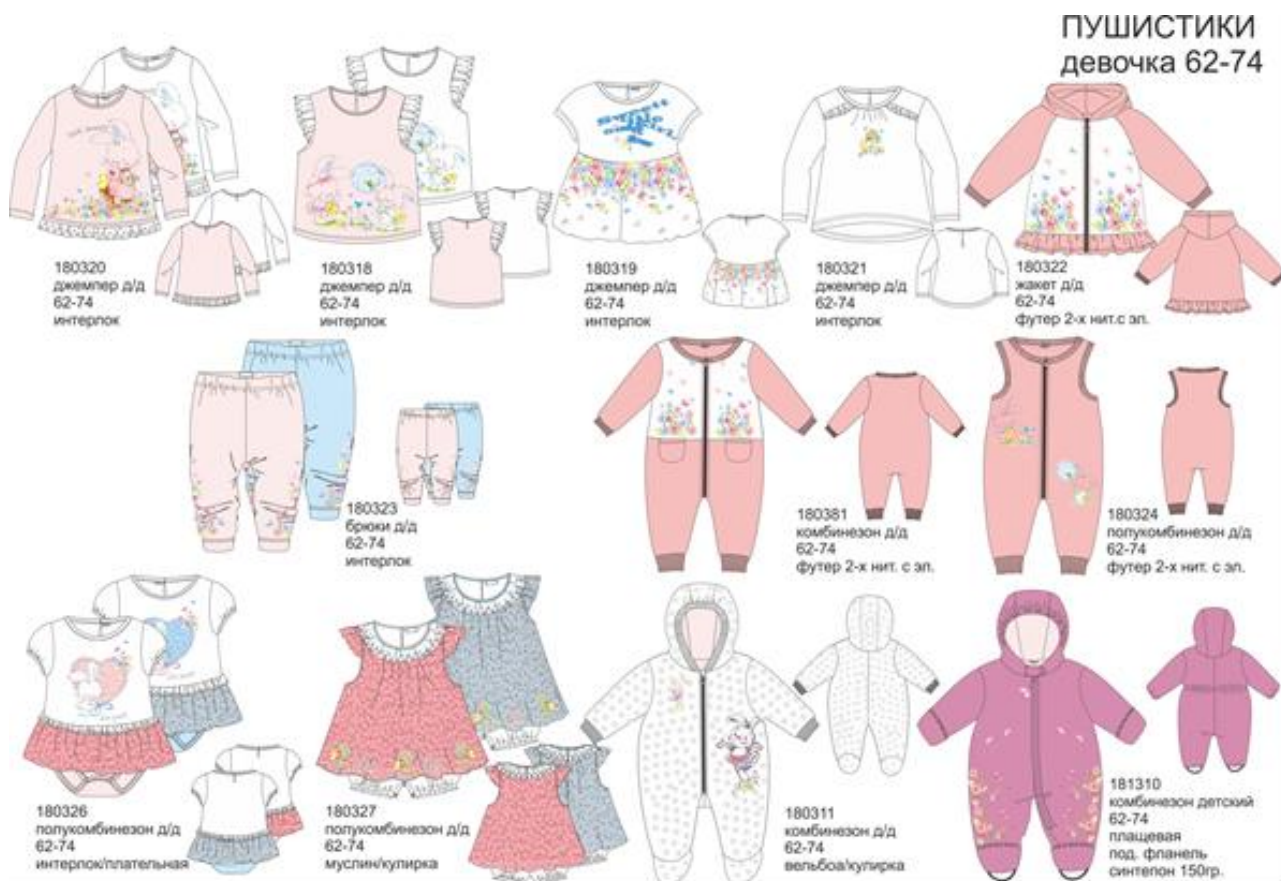 ПУШИСТИКИ
девочка 62-74
180320
джемпер д/д
62-74
интерлок
180318
джемпер д/д
62-74
интерлок
180319
джемпер д/д
62-74
интерлок
180321
джемпер д/д
62-74
интерлок
180322
жакет д/д
62-74
футер 2-х нит.с эл.
180323
брюки д/д
62-74
интерлок
180381
комбинезон д/д
62-74
футер 2-х нит. с эл.
180324
полукомбинезон д/д
62-74
футер 2-х нит. с эл.
180326
полукомбинезон д/д
62-74
интерлок/плательная
180327
полукомбинезон д/д
62-74
муслин/кулирка
180311
комбинезон д/д
62-74
вельбоа/кулирка
181310
комбинезон детский
62-74
плащевая
под. фланель
синтепон 150гр.